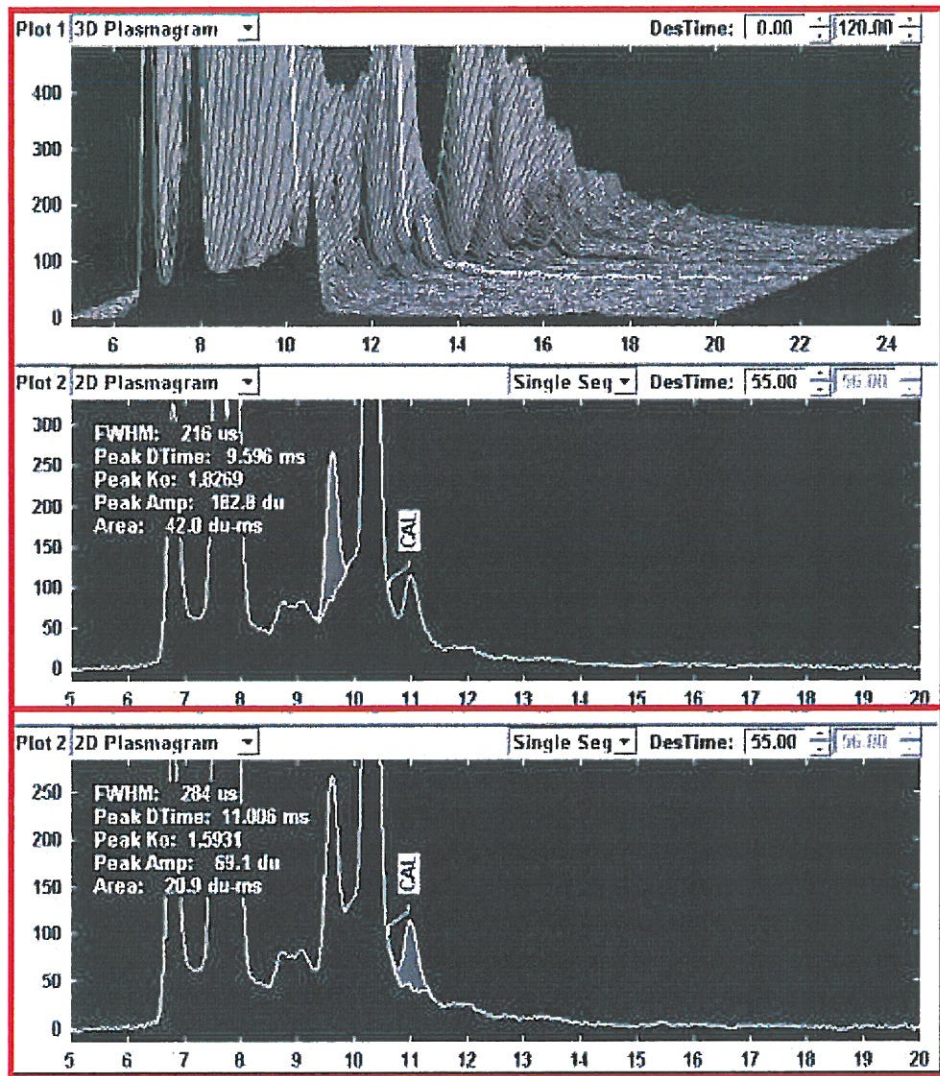 Plot 1 3D Plasmagram DesTime: 0.00 120.00
400
300
200
100
0
6 8 10 12 14 16 18 20 22 24
Plot 2 2D Plasmagram Single Seq DesTime: 55.00 56.00
300
250
200
150
100
50
0
FWHM: 216 us
Peak DTime: 9.596 ms
Peak Ko: 1.8269
Peak Amp: 182.8 du
Area: 42.0 du-ms
CAL
5 6 7 8 9 10 11 12 13 14 15 16 17 18 19 20
Plot 2 2D Plasmagram Single Seq DesTime: 55.00 56.00
250
200
150
100
50
0
FWHM: 284 us
Peak DTime: 11.006 ms
Peak Ko: 1.5931
Peak Amp: 69.1 du
Area: 20.9 du-ms
CAL
5 6 7 8 9 10 11 12 13 14 15 16 17 18 19 20